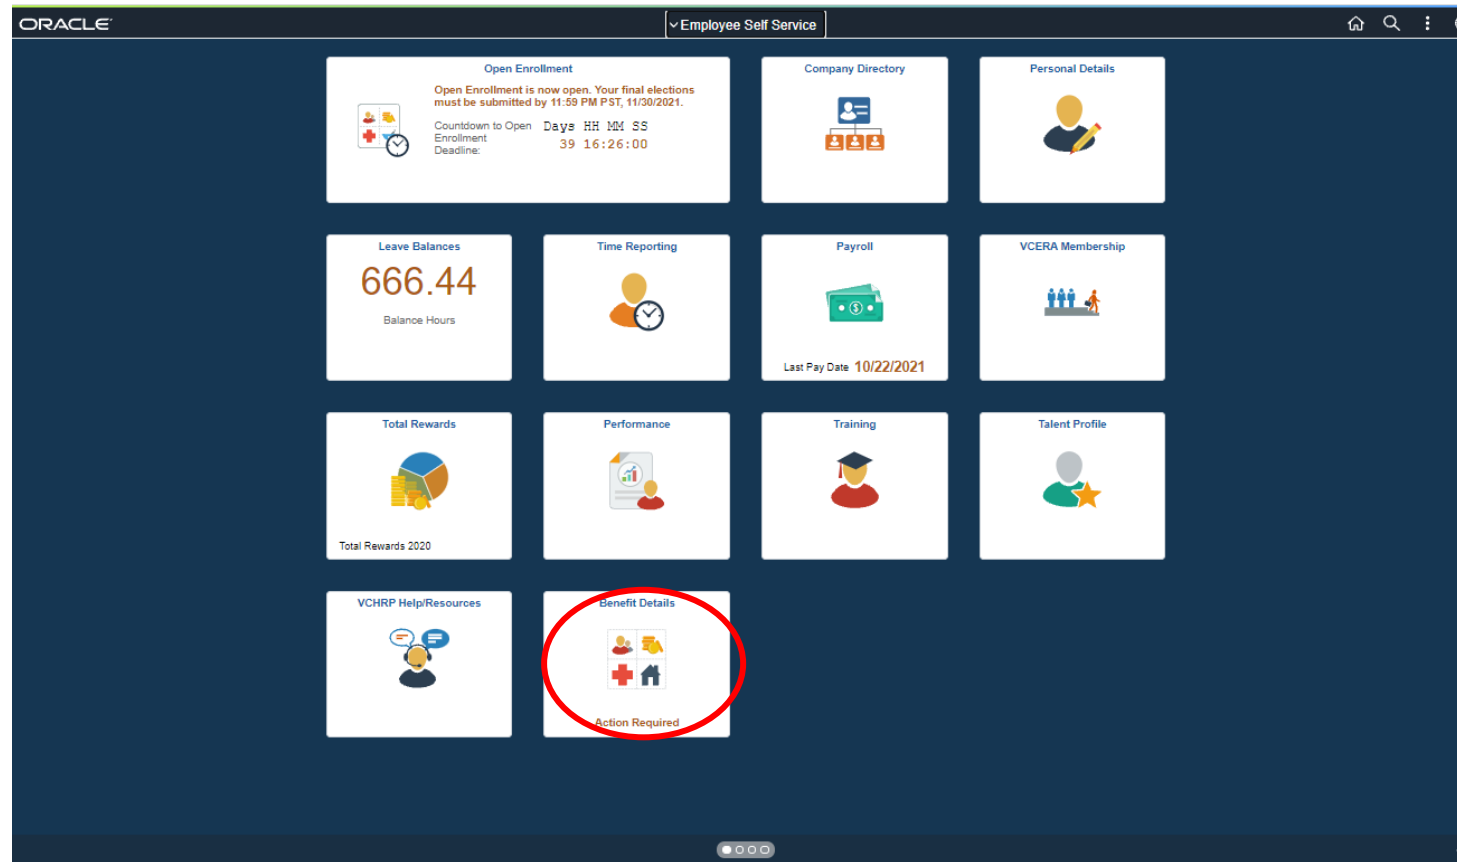 ORACLE
Employee Self Service
Open Enrollment
Open Enrollment is now open. Your final elections
must be submitted by 11:59 PM PST, 11/30/2021.
Countdown to Open
Enrollment
Deadline:
Days HH MM SS
39 16:26:00
Company Directory
Personal Details
Leave Balances
666.44
Balance Hours
Time Reporting
Payroll
Last Pay Date 10/22/2021
VCERA Membership
Total Rewards
Total Rewards 2020
Performance
Training
Talent Profile
VCHRP Help/Resources
Benefit Details
Action Required